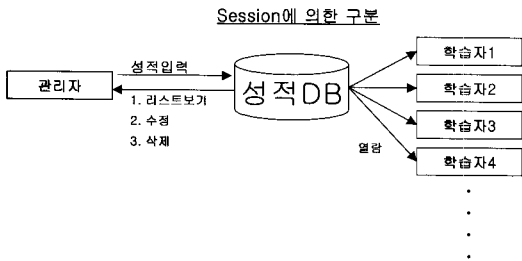 Session에 의한 구분
관리자
성적입력
1. 리스트보기
2. 수정
3. 삭제
성적DB
열람
학습자1
학습자2
학습자3
학습자4